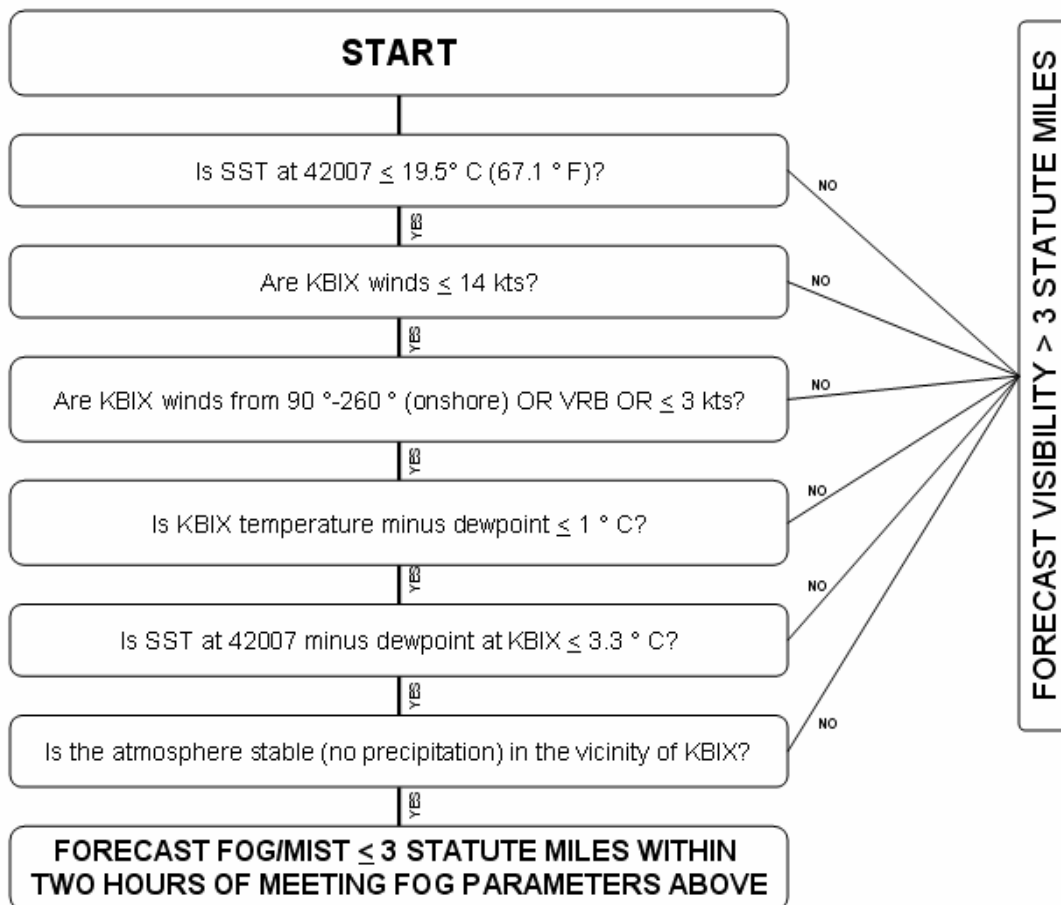 START
Is SST at 42007 ≤ 19.5° C (67.1 ° F)?
NO
YES
Are KBIX winds ≤ 14 kts?
NO
YES
Are KBIX winds from 90 °-260 ° (onshore) OR VRB OR ≤ 3 kts?
NO
YES
Is KBIX temperature minus dewpoint ≤ 1 ° C?
NO
YES
Is SST at 42007 minus dewpoint at KBIX ≤ 3.3 ° C?
NO
YES
Is the atmosphere stable (no precipitation) in the vicinity of KBIX?
NO
YES
FORECAST FOG/MIST ≤ 3 STATUTE MILES WITHIN
TWO HOURS OF MEETING FOG PARAMETERS ABOVE
FORECAST VISIBILITY > 3 STATUTE MILES